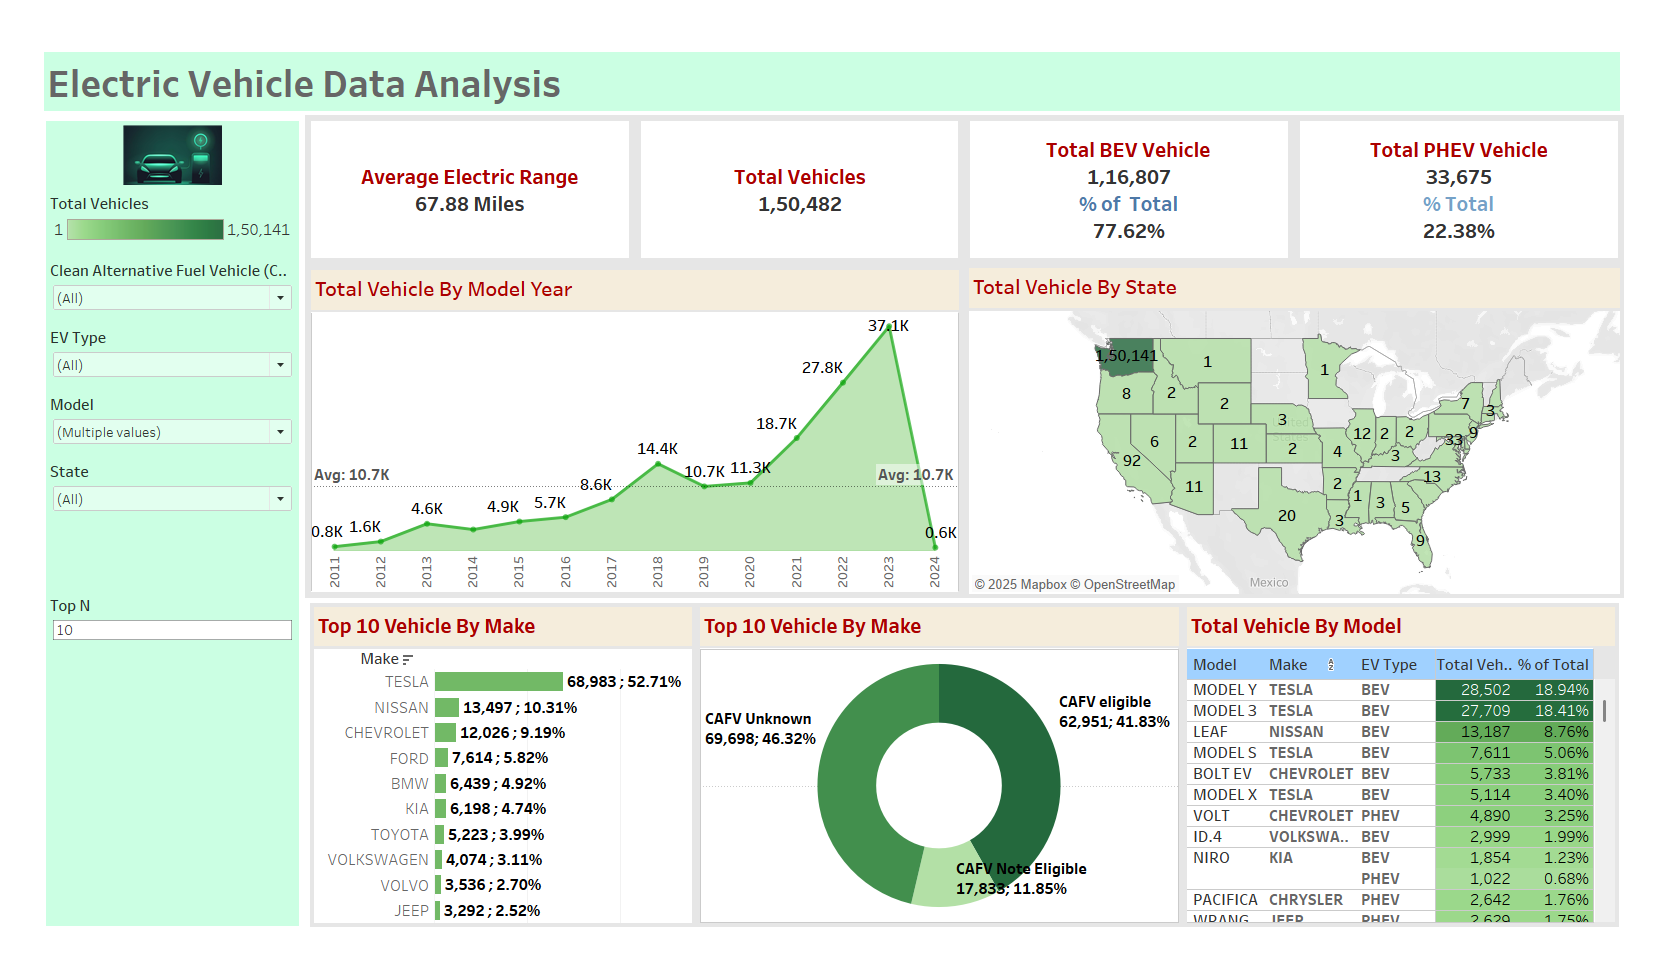 Electric Vehicle Data Analysis
Total Vehicles
1 1,50,141
Clean Alternative Fuel Vehicle (C..
(All)
EV Type
(All)
Model
(Multiple values)
State
(All)
Top N
10
Average Electric Range
67.88 Miles
Total Vehicles
1,50,482
Total BEV Vehicle
1,16,807
% of Total
77.62%
Total PHEV Vehicle
33,675
% Total
22.38%
Total Vehicle By Model Year
37.1K
27.8K
18.7K
14.4K
10.7K 11.3K
Avg: 10.7K Avg: 10.7K
8.6K
4.6K 4.9K 5.7K
0.8K 1.6K 0.6K
2011 2012 2013 2014 2015 2016 2017 2018 2019 2020 2021 2022 2023 2024
Total Vehicle By State
1,50,141 1 1
8 2 2 7 3
3
6 2 11 2 12 2 2 33 9
92 4 3
11 2 13
20 3 1 3 5
9
United States
Mexico
© 2025 Mapbox © OpenStreetMap
Top 10 Vehicle By Make
Make
TESLA 68,983 ; 52.71%
NISSAN 13,497 ; 10.31%
CHEVROLET 12,026 ; 9.19%
FORD 7,614 ; 5.82%
BMW 6,439 ; 4.92%
KIA 6,198 ; 4.74%
TOYOTA 5,223 ; 3.99%
VOLKSWAGEN 4,074 ; 3.11%
VOLVO 3,536 ; 2.70%
JEEP 3,292 ; 2.52%
Top 10 Vehicle By Make
CAFV Unknown
69,698; 46.32%
CAFV eligible
62,951; 41.83%
CAFV Note Eligible
17,833; 11.85%
Total Vehicle By Model
Model Make EV Type Total Veh.. % of Total
MODEL Y TESLA BEV 28,502 18.94%
MODEL 3 TESLA BEV 27,709 18.41%
LEAF NISSAN BEV 13,187 8.76%
MODEL S TESLA BEV 7,611 5.06%
BOLT EV CHEVROLET BEV 5,733 3.81%
MODEL X TESLA BEV 5,114 3.40%
VOLT CHEVROLET PHEV 4,890 3.25%
ID.4 VOLKSWA.. BEV 2,999 1.99%
NIRO KIA BEV 1,854 1.23%
PHEV 1,022 0.68%
PACIFICA CHRYSLER PHEV 2,642 1.76%
WRANG.. JEEP PHEV 2,629 1.75%